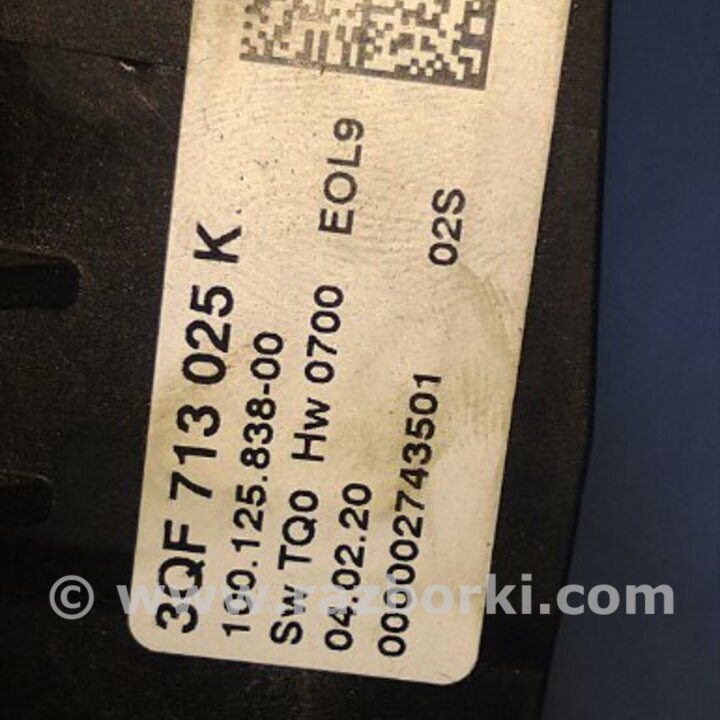 3QF 713 025 K
100.125.838-00
Sw TQ0 Hw 0700 EOL9
04.02.20
0000002743501 02S
© www.razborki.com